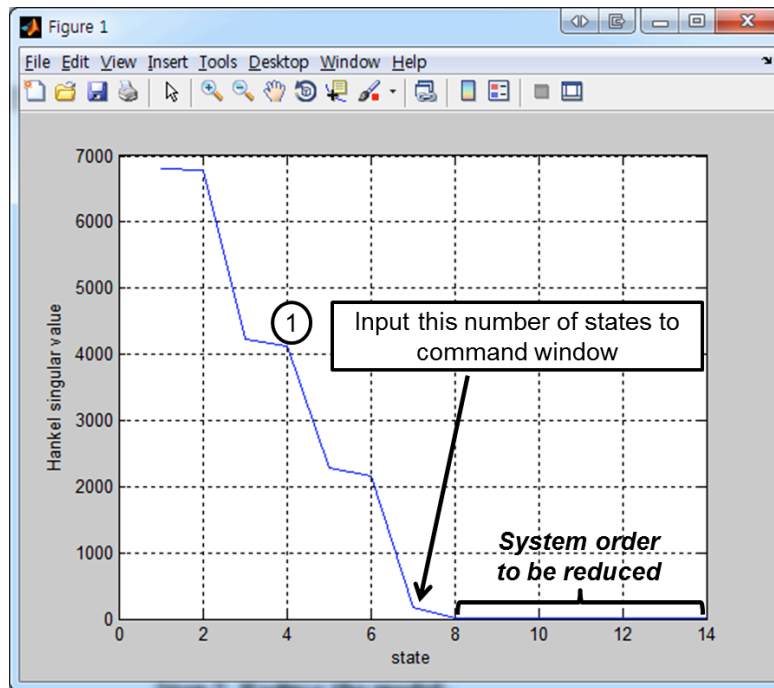 Figure 1
File Edit View Insert Tools Desktop Window Help
7000
6000
5000
4000
3000
2000
1000
0
Hankel singular value
1
Input this number of states to
command window
System order
to be reduced
0 2 4 6 8 10 12 14
state